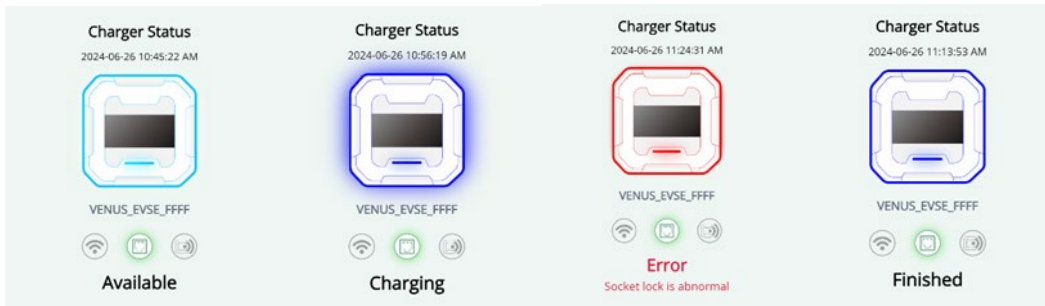 Charger Status
2024-06-26 10:45:22 AM
VENUS_EVSE_FFFF
Available
Charger Status
2024-06-26 10:56:19 AM
VENUS_EVSE_FFFF
Charging
Charger Status
2024-06-26 11:24:31 AM
VENUS_EVSE_FFFF
Error
Socket lock is abnormal
Charger Status
2024-06-26 11:13:53 AM
VENUS_EVSE_FFFF
Finished